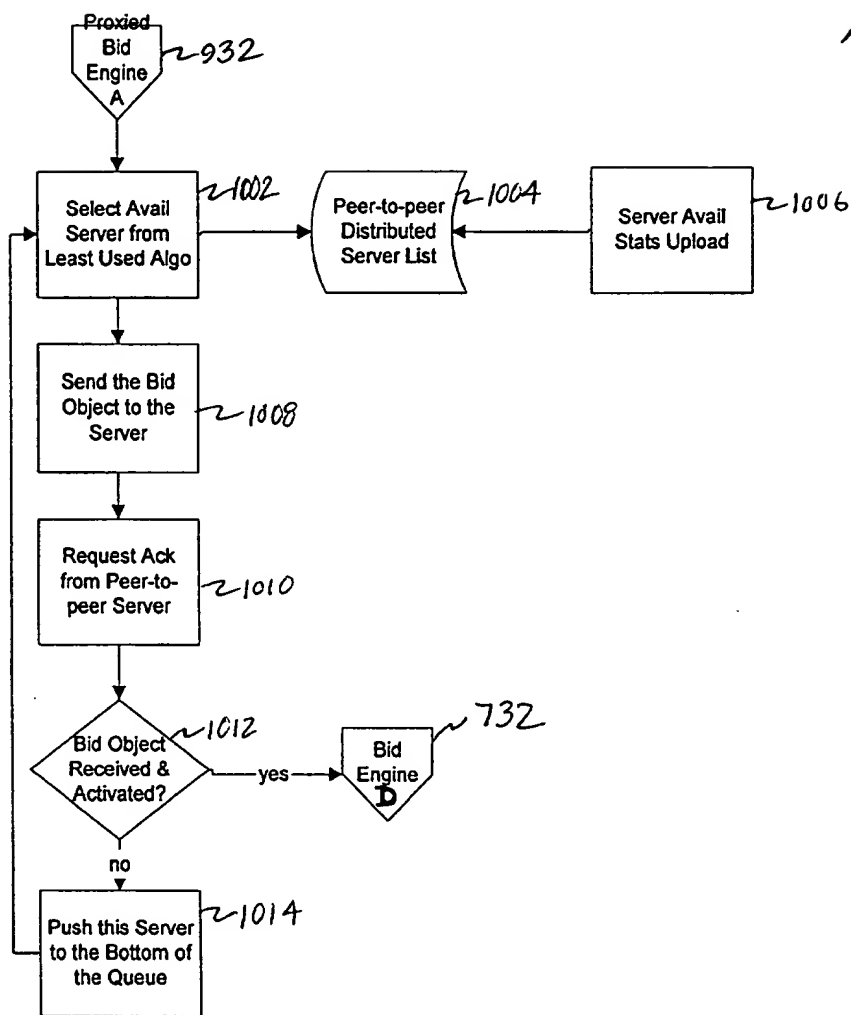 Proxied
Bid
Engine
A
932
Select Avail
Server from
Least Used Algo
1002
Peer-to-peer
Distributed
Server List
1004
Server Avail
Stats Upload
1006
Send the Bid
Object to the
Server
1008
Request Ack
from Peer-to-
peer Server
1010
Bid Object
Received &
Activated?
1012
yes
Bid
Engine
D
732
no
Push this Server
to the Bottom of
the Queue
1014